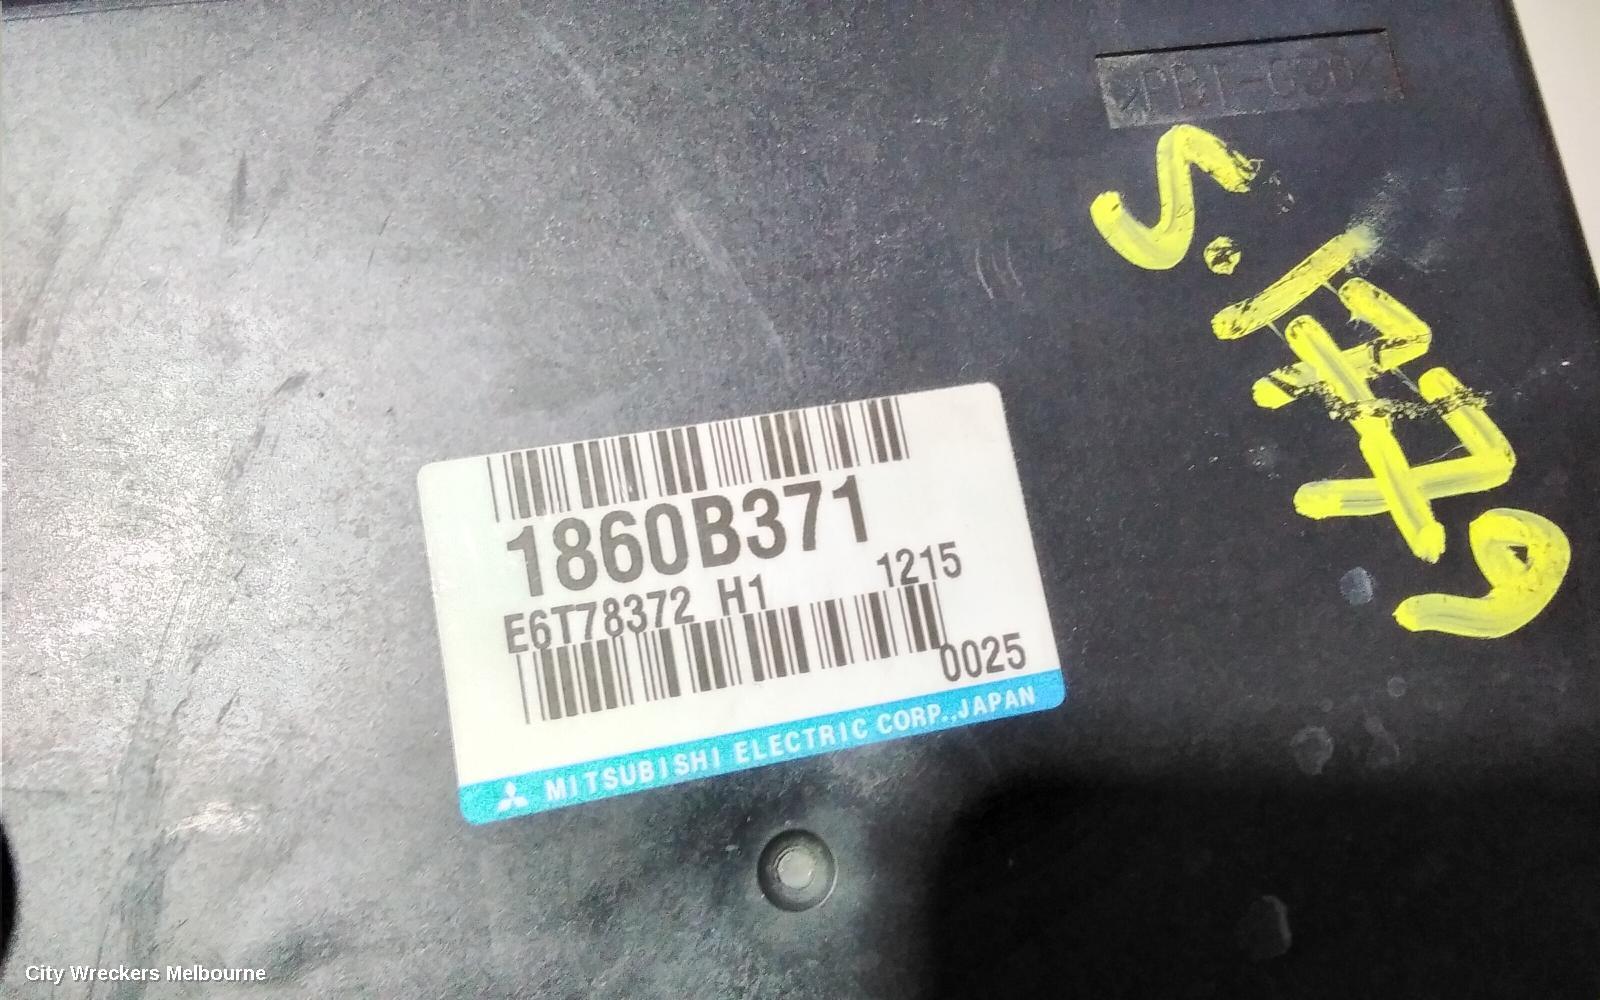 1860B371
E6T78372 H1 1215
0025
MITSUBISHI ELECTRIC CORP.,JAPAN
City Wreckers Melbourne